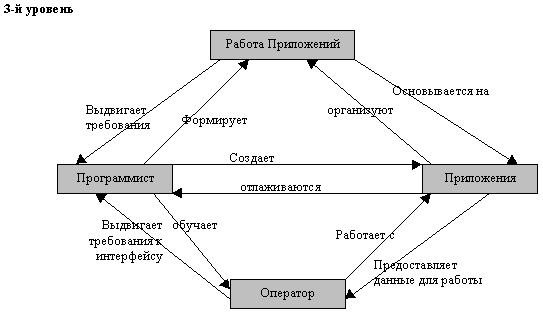 3-й уровень
Работа Приложений
Основывается на
Выдвигает
требования
Формирует
организуют
Создает
Программист
Приложения
отлаживаются
Выдвигает
требования к
интерфейсу
обучает
Работает с
Предоставляет
данные для работы
Оператор